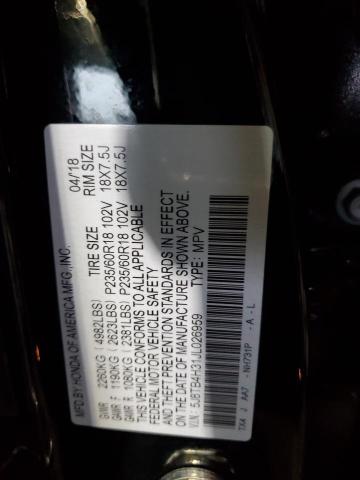 MFD.BY HONDA OF AMERICA MFG.,INC. 04/18
TIRE SIZE RIM SIZE
GVWR 2260KG (4982LBS)
GAWR F 1190KG (2623LBS) P235/60R18 102V 18X7.5J
GAWR R 1080KG (2381LBS) P235/60R18 102V 18X7.5J
THIS VEHICLE CONFORMS TO ALL APPLICABLE
FEDERAL MOTOR VEHICLE SAFETY
AND THEFT PREVENTION STANDARDS IN EFFECT
ON THE DATE OF MANUFACTURE SHOWN ABOVE.
V.I.N.: 5J8TB4H31JL026959 TYPE: MPV
TX4 J AA7 NH731P - A - L